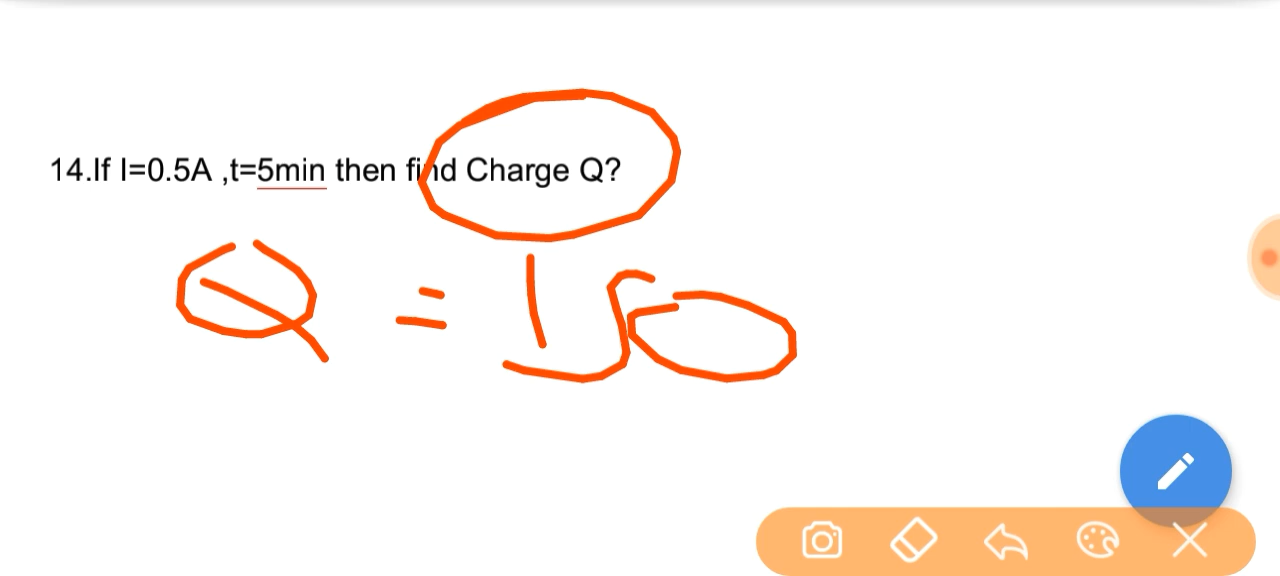 14.If I=0.5A ,t=5min then find Charge Q?
Q = 150